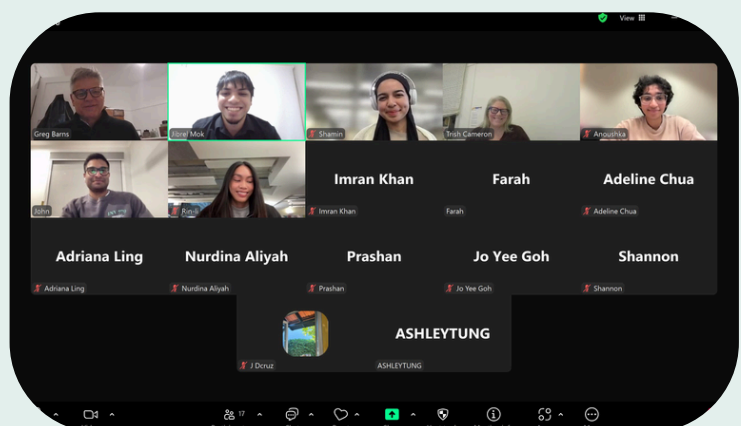 View
Greg Barns
Jibrel Mok
Shamin
Trish Cameron
Anoushka
John
Rin-li
Imran Khan
Imran Khan
Farah
Farah
Adeline Chua
Adeline Chua
Adriana Ling
Adriana Ling
Nurdina Aliyah
Nurdina Aliyah
Prashan
Prashan
Jo Yee Goh
Jo Yee Goh
Shannon
Shannon
J Dcruz
ASHLEYTUNG
ASHLEYTUNG
17